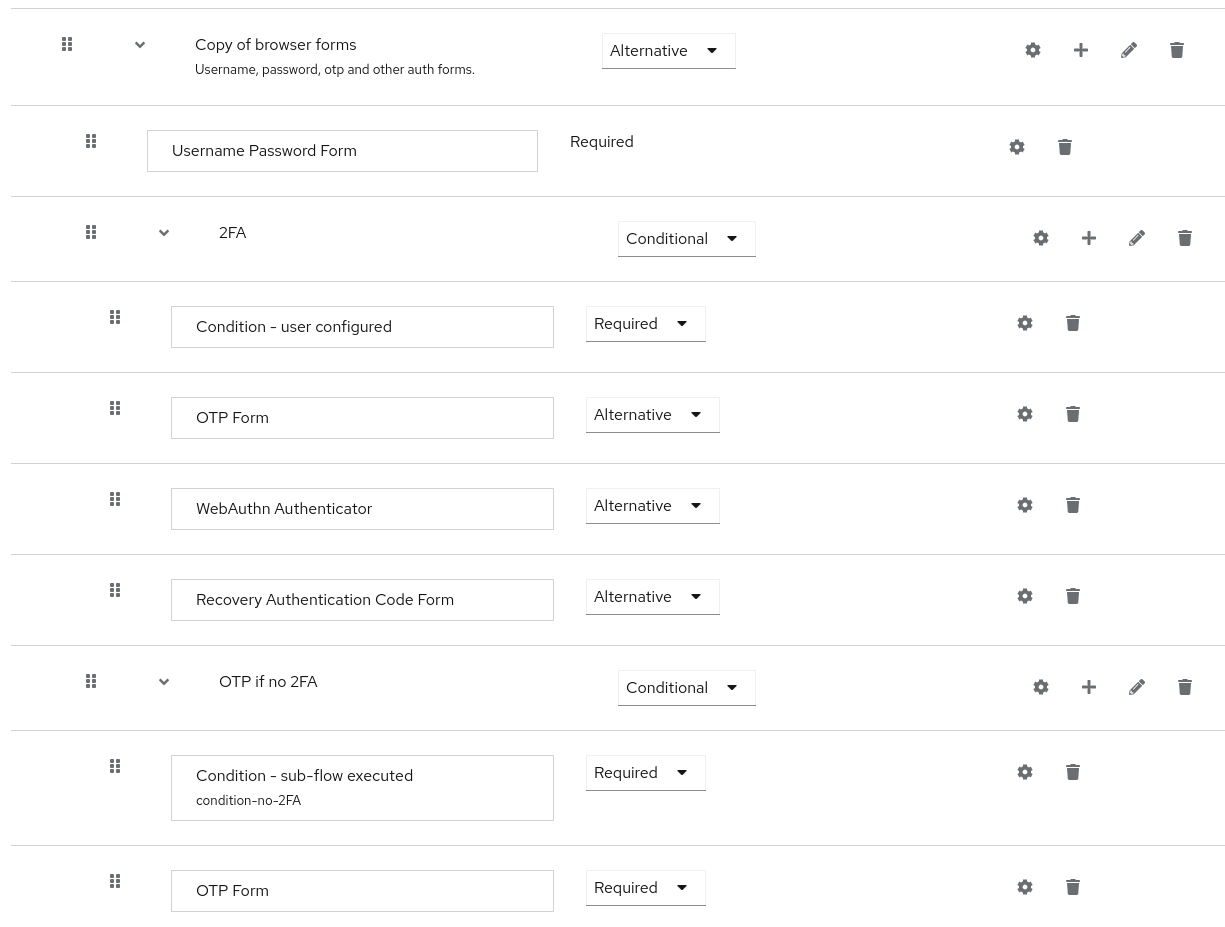 Copy of browser forms
Alternative
Username, password, otp and other auth forms.
Username Password Form
Required
2FA
Conditional
Condition - user configured
Required
OTP Form
Alternative
WebAuthn Authenticator
Alternative
Recovery Authentication Code Form
Alternative
OTP if no 2FA
Conditional
Condition - sub-flow executed
Required
condition-no-2FA
OTP Form
Required